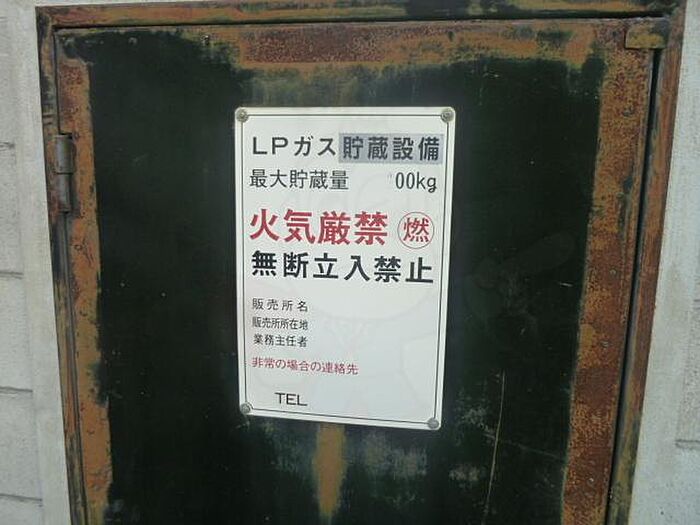 LPガス貯蔵設備
最大貯蔵量 00kg
火気厳禁 燃
無断立入禁止
販売所名
販売所所在地
業務主任者
非常の場合の連絡先
TEL